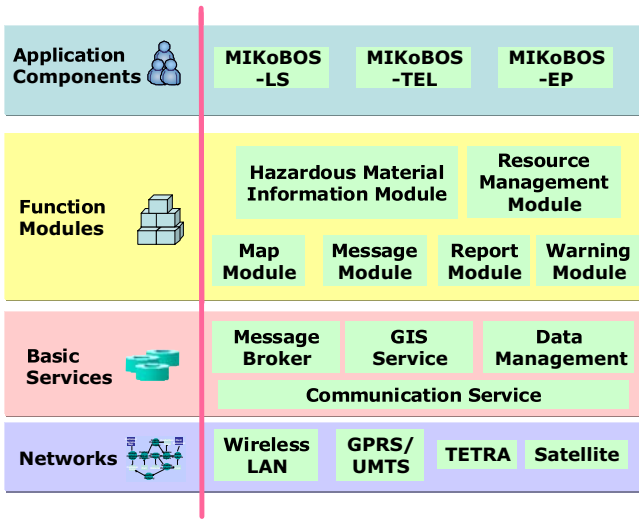 Application
Components
MIKoBOS
-LS
MIKoBOS
-TEL
MIKoBOS
-EP
Function
Modules
Hazardous Material
Information Module
Resource
Management
Module
Map
Module
Message
Module
Report
Module
Warning
Module
Basic
Services
Message
Broker
GIS
Service
Data
Management
Communication Service
Networks
Wireless
LAN
GPRS/
UMTS
TETRA
Satellite